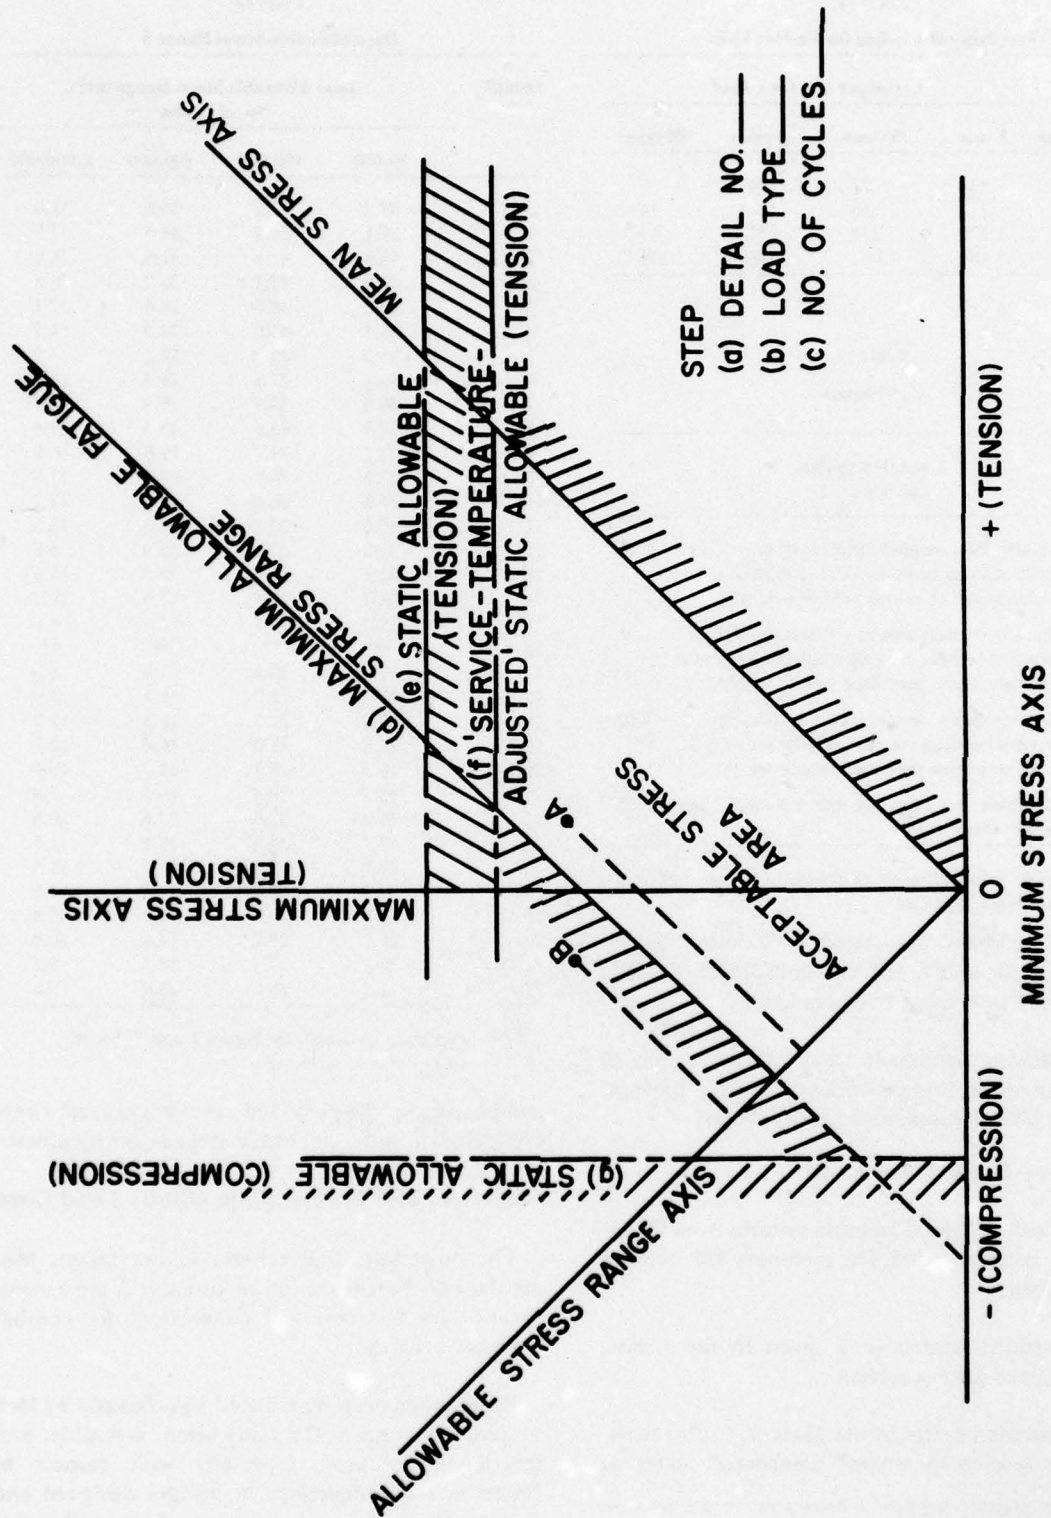 MEAN STRESS AXIS
(d) MAXIMUM ALLOWABLE FATIGUE
STRESS RANGE
(e) STATIC ALLOWABLE
(TENSION)
(f) 'SERVICE-TEMPERATURE-
ADJUSTED' STATIC ALLOWABLE (TENSION)
MAXIMUM STRESS AXIS
(TENSION)
A
B
ACCEPTABLE STRESS
AREA
(g) STATIC ALLOWABLE (COMPRESSION)
ALLOWABLE STRESS RANGE AXIS
STEP
(a) DETAIL NO.
(b) LOAD TYPE
(c) NO. OF CYCLES
- (COMPRESSION)
O
+ (TENSION)
MINIMUM STRESS AXIS